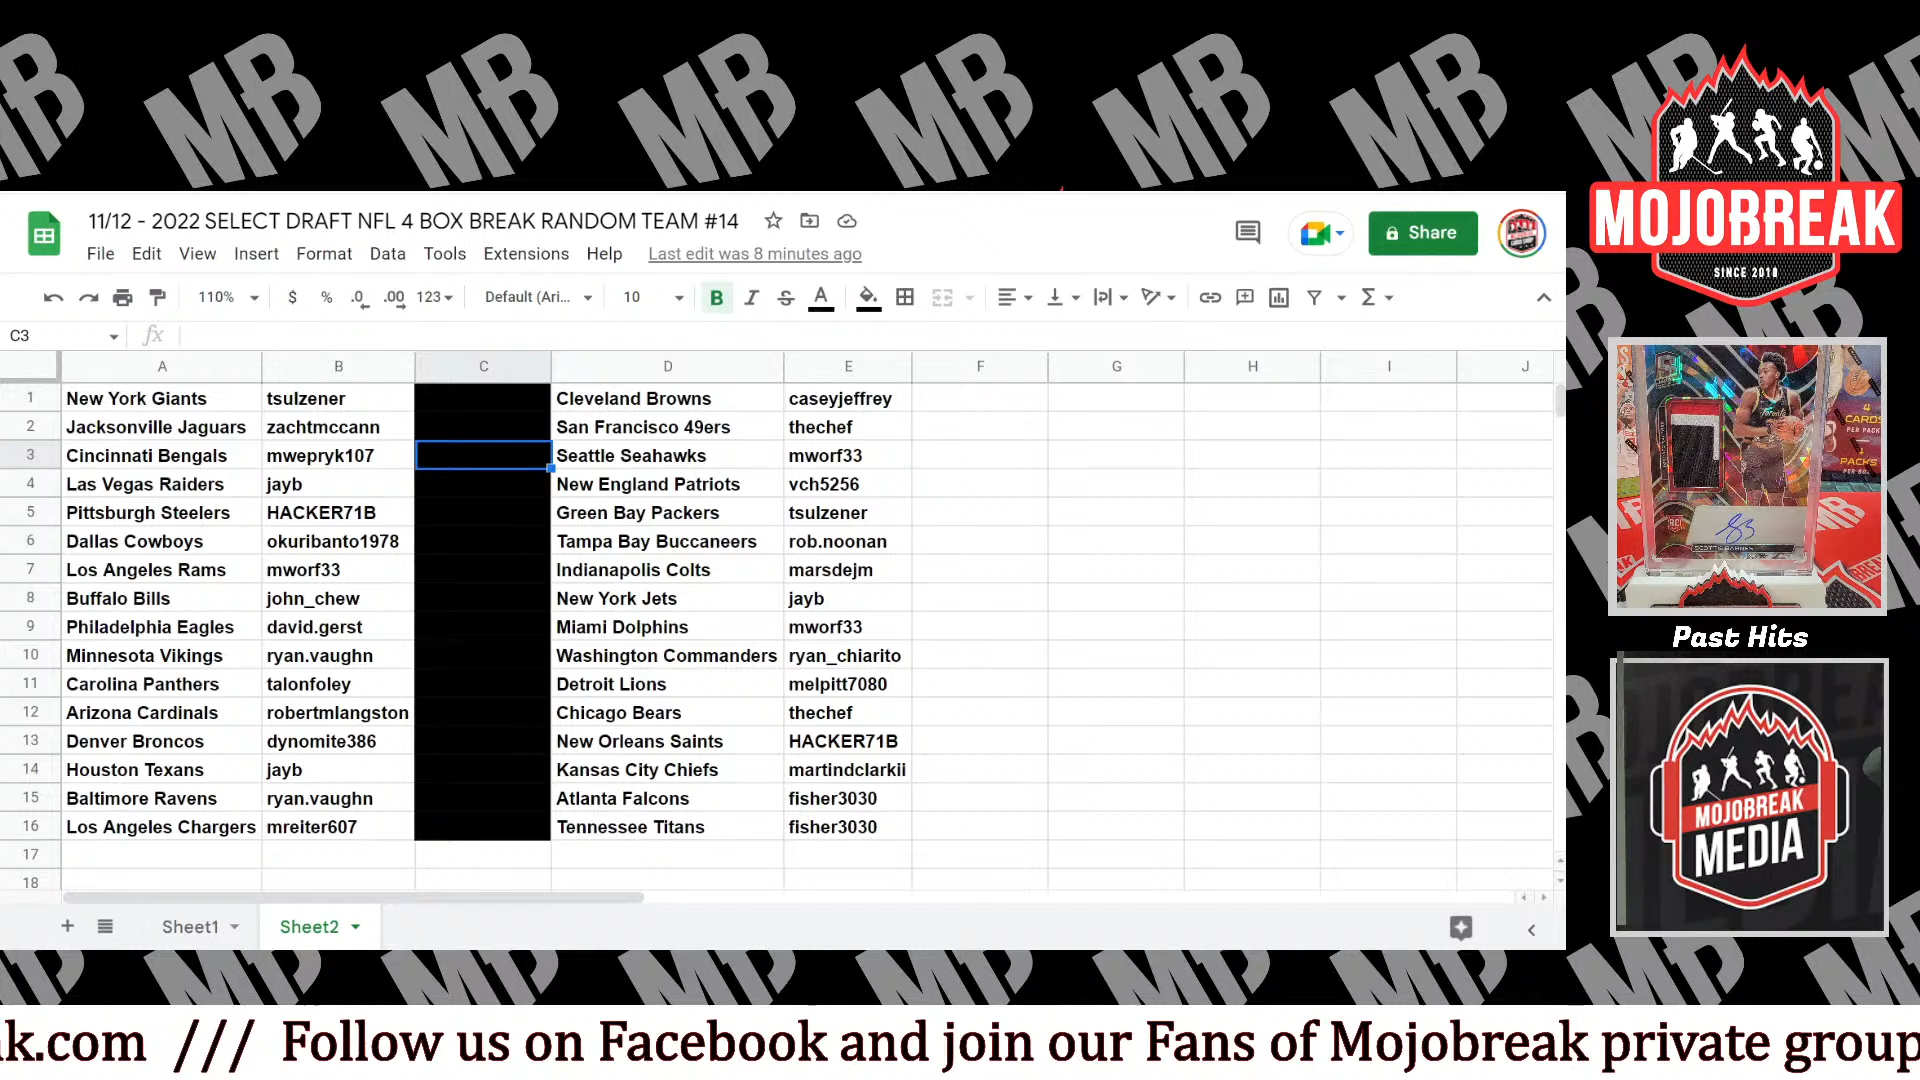 11/12 - 2022 SELECT DRAFT NFL 4 BOX BREAK RANDOM TEAM #14
File Edit View Insert Format Data Tools Extensions Help Last edit was 8 minutes ago
Share
110% $ % .0 .00 123 Default (Ari... 10 B I S A
C3 fx
A B C D E F G H I J
1 New York Giants tsulzener Cleveland Browns caseyjeffrey
2 Jacksonville Jaguars zachtmccann San Francisco 49ers thechef
3 Cincinnati Bengals mwepryk107 Seattle Seahawks mworf33
4 Las Vegas Raiders jayb New England Patriots vch5256
5 Pittsburgh Steelers HACKER71B Green Bay Packers tsulzener
6 Dallas Cowboys okuribanto1978 Tampa Bay Buccaneers rob.noonan
7 Los Angeles Rams mworf33 Indianapolis Colts marsdejm
8 Buffalo Bills john_chew New York Jets jayb
9 Philadelphia Eagles david.gerst Miami Dolphins mworf33
10 Minnesota Vikings ryan.vaughn Washington Commanders ryan_chiarito
11 Carolina Panthers talonfoley Detroit Lions melpitt7080
12 Arizona Cardinals robertmlangston Chicago Bears thechef
13 Denver Broncos dynomite386 New Orleans Saints HACKER71B
14 Houston Texans jayb Kansas City Chiefs martindclarkii
15 Baltimore Ravens ryan.vaughn Atlanta Falcons fisher3030
16 Los Angeles Chargers mreiter607 Tennessee Titans fisher3030
17
18
Sheet1 Sheet2
MOJOBREAK
SINCE 2010
4
CARDS
PER PACK
PACKS
SCOTTIE BARNES
Past Hits
MOJOBREAK
MEDIA
k.com /// Follow us on Facebook and join our Fans of Mojobreak private group